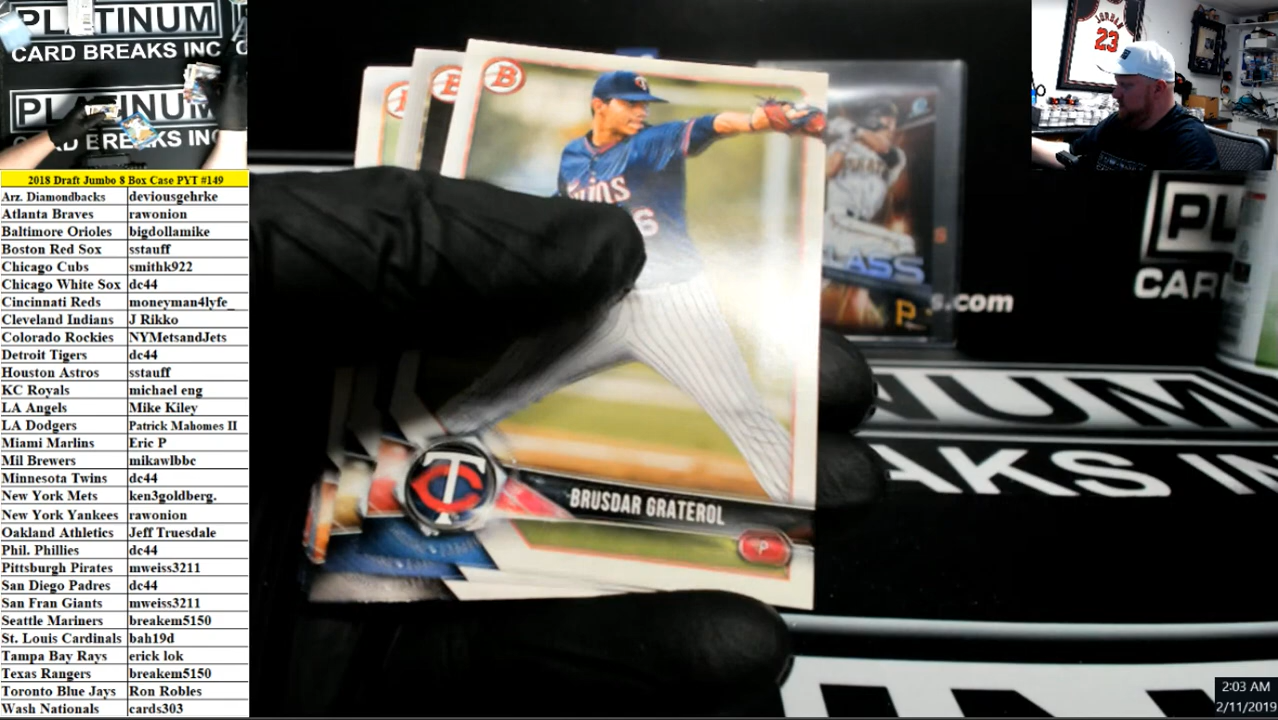 PLATINUM
CARD BREAKS INC
PLATINUM
CARD BREAKS INC
2018 Draft Jumbo 8 Box Case PYT #149
Arz. Diamondbacks deviousgehrke
Atlanta Braves rawonion
Baltimore Orioles bigdollamike
Boston Red Sox sstauff
Chicago Cubs smithk922
Chicago White Sox dc44
Cincinnati Reds moneyman4lyfe_
Cleveland Indians J Rikko
Colorado Rockies NYMetsandJets
Detroit Tigers dc44
Houston Astros sstauff
KC Royals michael eng
LA Angels Mike Kiley
LA Dodgers Patrick Mahomes II
Miami Marlins Eric P
Mil Brewers mikawlbbc
Minnesota Twins dc44
New York Mets ken3goldberg.
New York Yankees rawonion
Oakland Athletics Jeff Truesdale
Phil. Phillies dc44
Pittsburgh Pirates mweiss3211
San Diego Padres dc44
San Fran Giants mweiss3211
Seattle Mariners breakem5150
St. Louis Cardinals bah19d
Tampa Bay Rays erick lok
Texas Rangers breakem5150
Toronto Blue Jays Ron Robles
Wash Nationals cards303
B
TC
BRUSDAR GRATEROL
P
LASS
P
s.com
PL
CAR
NUM
AKS IN
JORDAN
23
2:03 AM
2/11/2019